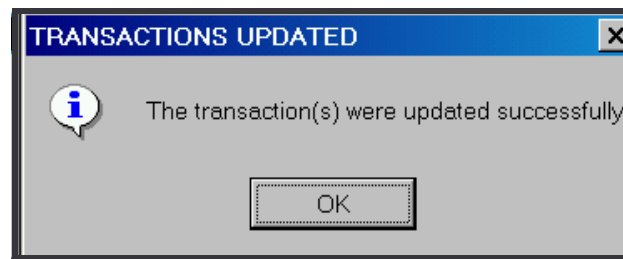 TRANSACTIONS UPDATED
The transaction(s) were updated successfully
OK